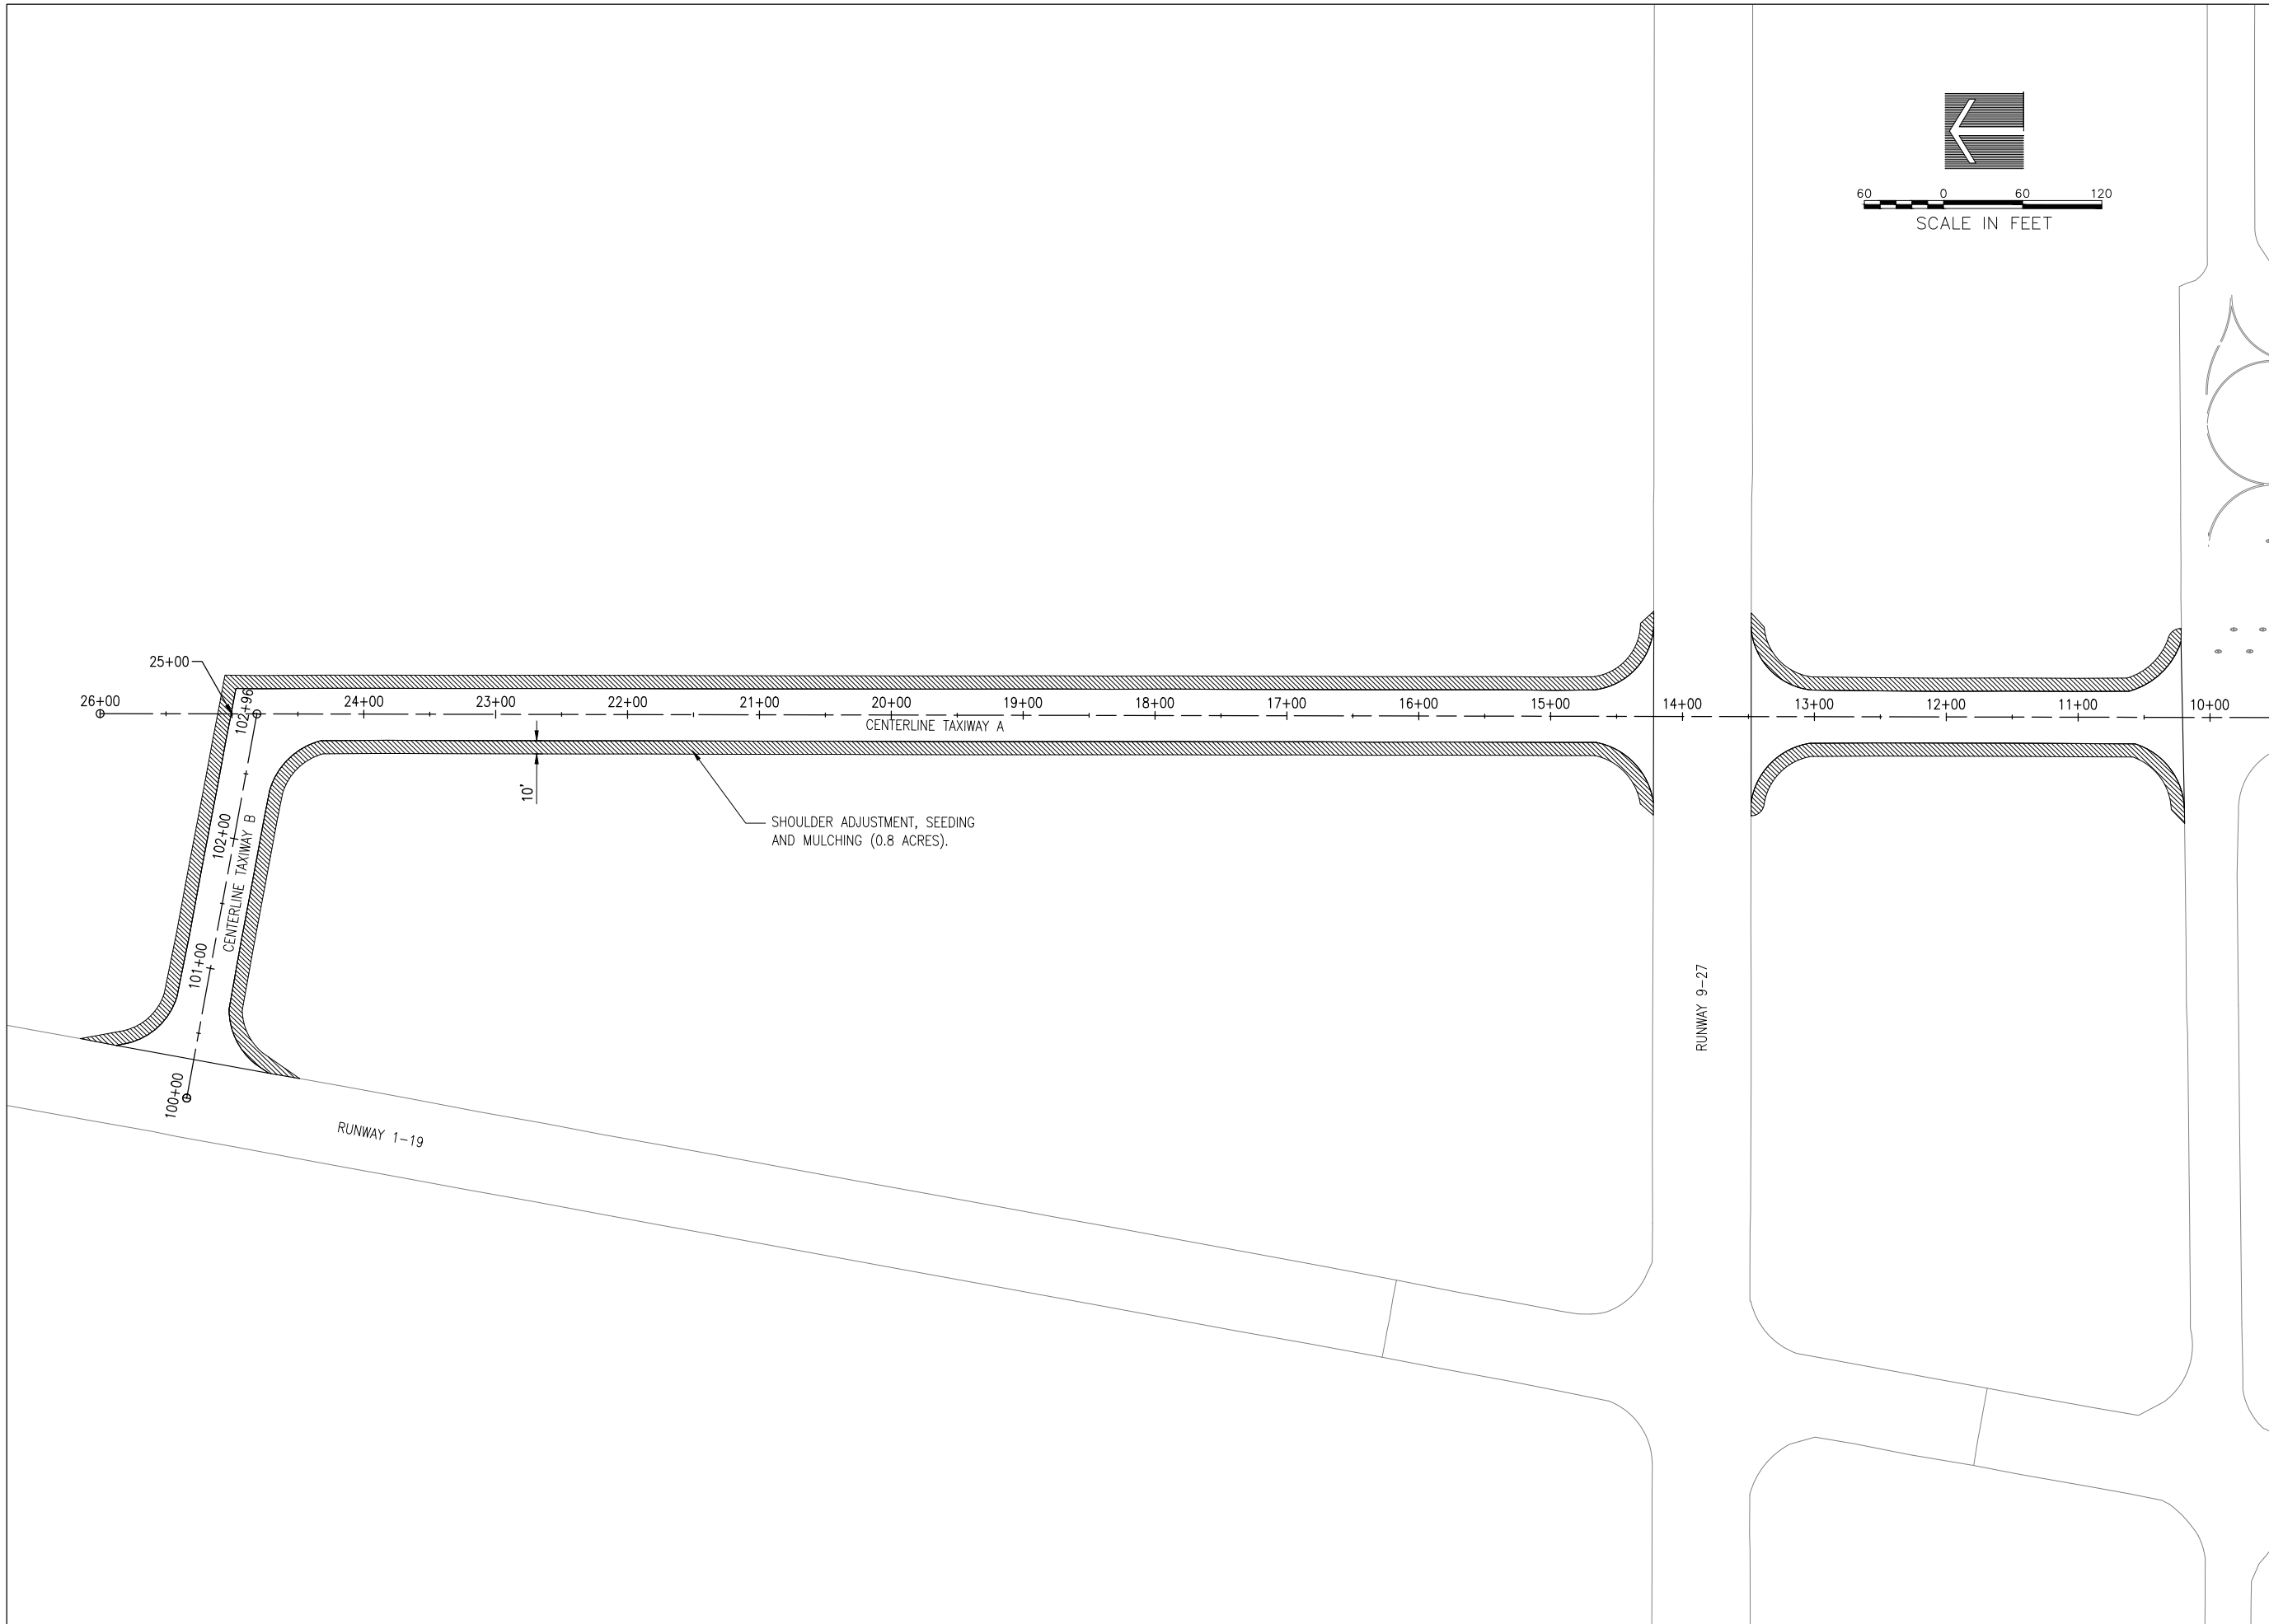 60 0 60 120
SCALE IN FEET
25+00
26+00
102+96
24+00 23+00 22+00 21+00 20+00 19+00 18+00 17+00 16+00 15+00 14+00 13+00 12+00 11+00 10+00
CENTERLINE TAXIWAY A
10'
SHOULDER ADJUSTMENT, SEEDING
AND MULCHING (0.8 ACRES).
102+00
CENTERLINE TAXIWAY B
101+00
100+00
RUNWAY 9-27
RUNWAY 1-19